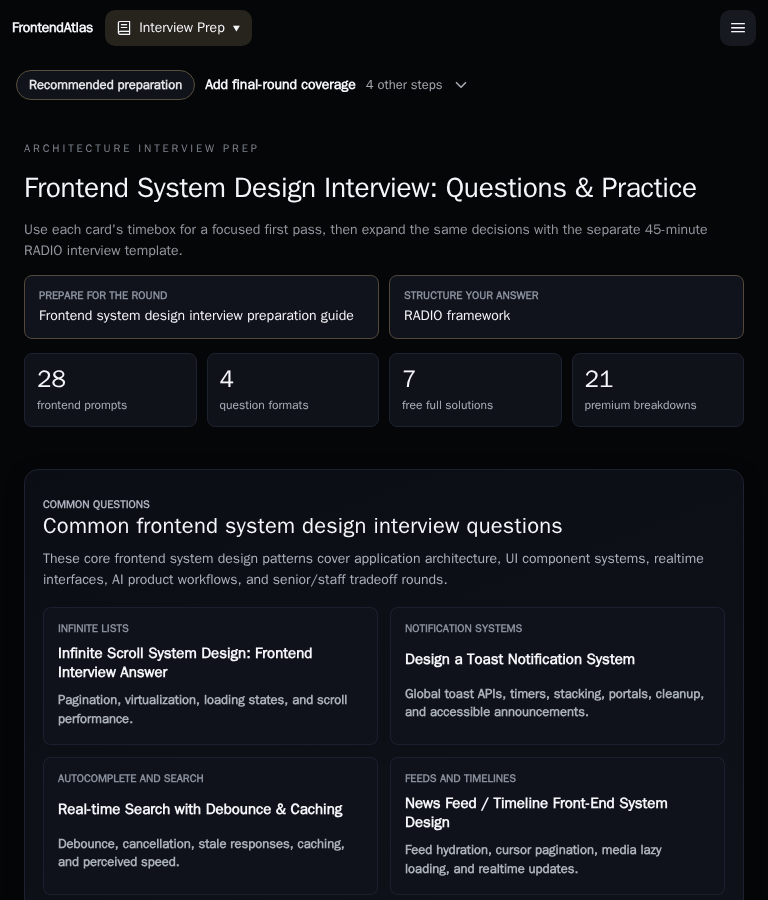 FrontendAtlas
Interview Prep ▾
Recommended preparation
Add final-round coverage
4 other steps
ARCHITECTURE INTERVIEW PREP
Frontend System Design Interview: Questions & Practice
Use each card's timebox for a focused first pass, then expand the same decisions with the separate 45-minute
RADIO interview template.
PREPARE FOR THE ROUND
Frontend system design interview preparation guide
STRUCTURE YOUR ANSWER
RADIO framework
28
frontend prompts
4
question formats
7
free full solutions
21
premium breakdowns
COMMON QUESTIONS
Common frontend system design interview questions
These core frontend system design patterns cover application architecture, UI component systems, realtime
interfaces, AI product workflows, and senior/staff tradeoff rounds.
INFINITE LISTS
Infinite Scroll System Design: Frontend
Interview Answer
Pagination, virtualization, loading states, and scroll
performance.
NOTIFICATION SYSTEMS
Design a Toast Notification System
Global toast APIs, timers, stacking, portals, cleanup,
and accessible announcements.
AUTOCOMPLETE AND SEARCH
Real-time Search with Debounce & Caching
Debounce, cancellation, stale responses, caching,
and perceived speed.
FEEDS AND TIMELINES
News Feed / Timeline Front-End System
Design
Feed hydration, cursor pagination, media lazy
loading, and realtime updates.